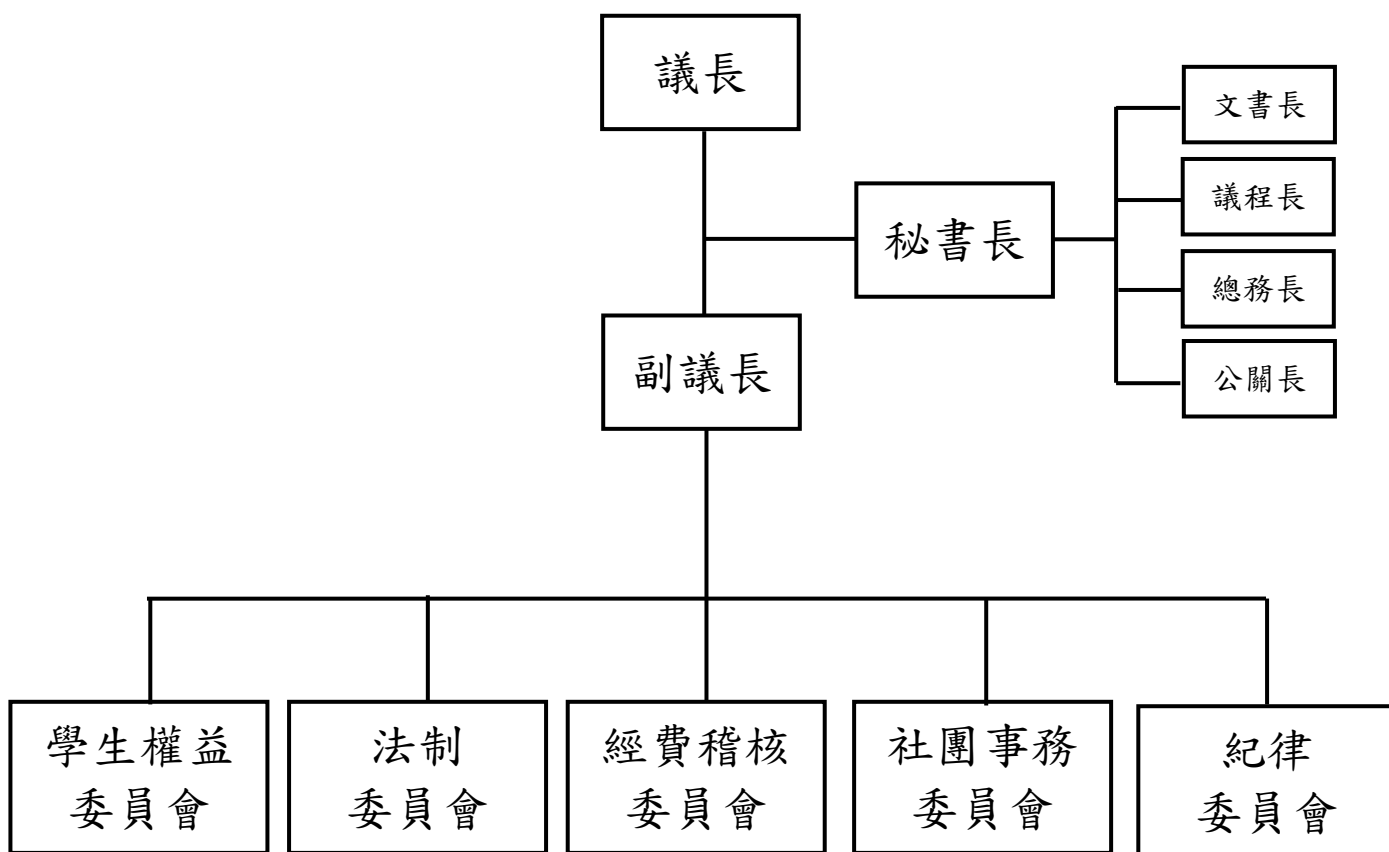 議長
文書長
議程長
秘書長
總務長
副議長
公關長
學生權益
委員會
法制
委員會
經費稽核
委員會
社團事務
委員會
紀律
委員會